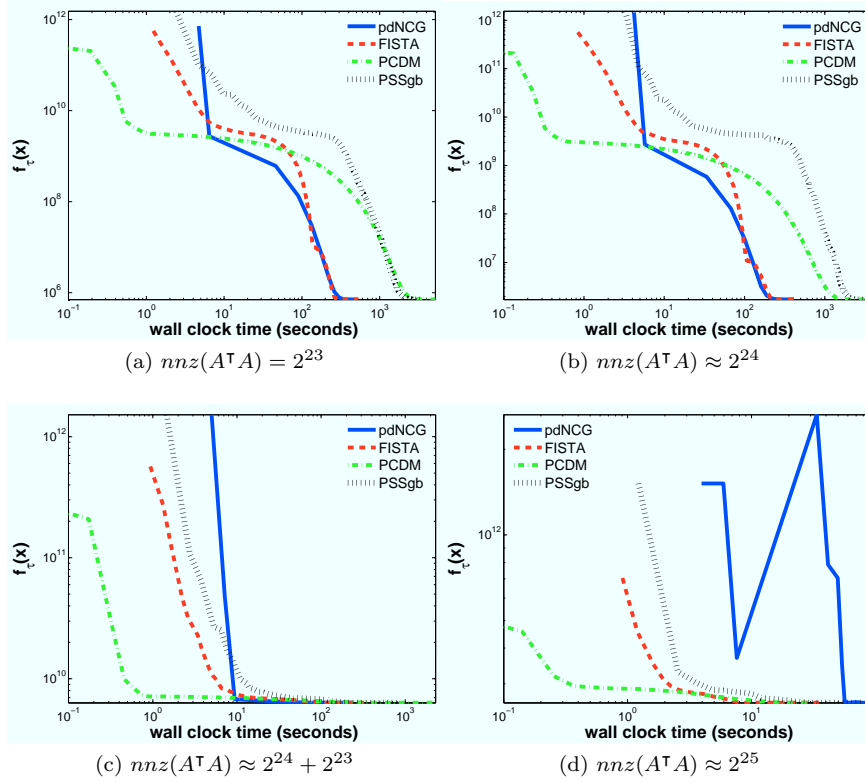 10^12
10^10
10^8
10^6
f_τ(x)
pdNCG
FISTA
PCDM
PSSgb
10^−1
10^0
10^1
10^2
10^3
wall clock time (seconds)
(a) nnz(A^⊺A) = 2^23
10^12
10^11
10^10
10^9
10^8
10^7
f_τ(x)
pdNCG
FISTA
PCDM
PSSgb
10^−1
10^0
10^1
10^2
10^3
wall clock time (seconds)
(b) nnz(A^⊺A) ≈ 2^24
10^12
10^11
10^10
f_τ(x)
pdNCG
FISTA
PCDM
PSSgb
10^−1
10^0
10^1
10^2
10^3
wall clock time (seconds)
(c) nnz(A^⊺A) ≈ 2^24 + 2^23
10^12
f_τ(x)
pdNCG
FISTA
PCDM
PSSgb
10^−1
10^0
10^1
wall clock time (seconds)
(d) nnz(A^⊺A) ≈ 2^25